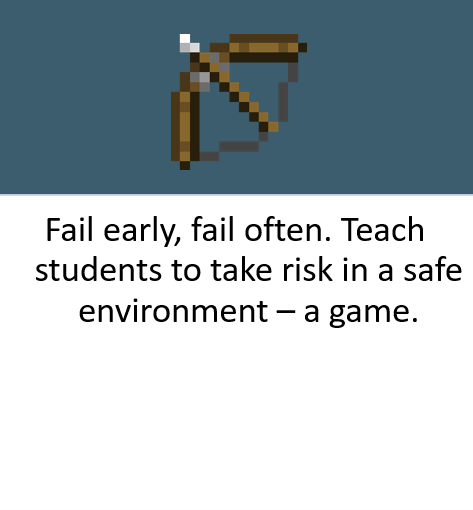 Fail early, fail often. Teach
students to take risk in a safe
environment – a game.